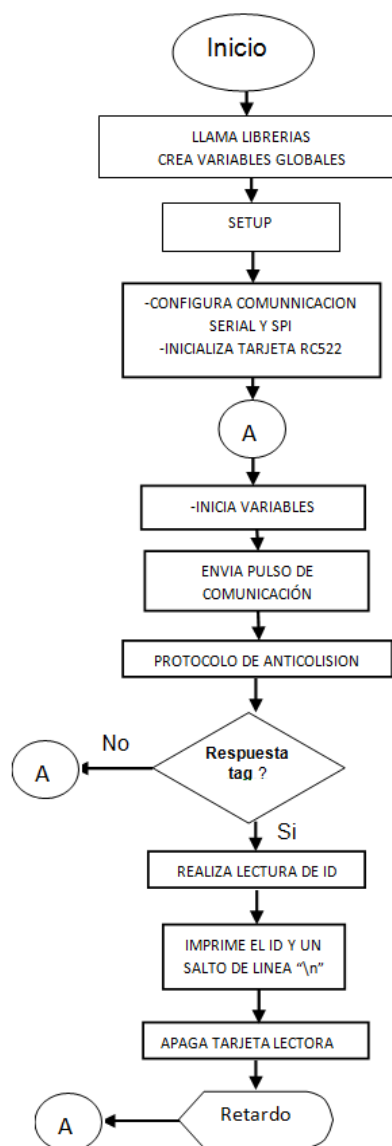 Inicio
LLAMA LIBRERIAS
CREA VARIABLES GLOBALES
SETUP
-CONFIGURA COMUNNICACION
SERIAL Y SPI
-INICIALIZA TARJETA RC522
A
-INICIA VARIABLES
ENVIA PULSO DE
COMUNICACIÓN
PROTOCOLO DE ANTICOLISION
No
Respuesta
tag ?
A
Si
REALIZA LECTURA DE ID
IMPRIME EL ID Y UN
SALTO DE LINEA “\n”
APAGA TARJETA LECTORA
Retardo
A